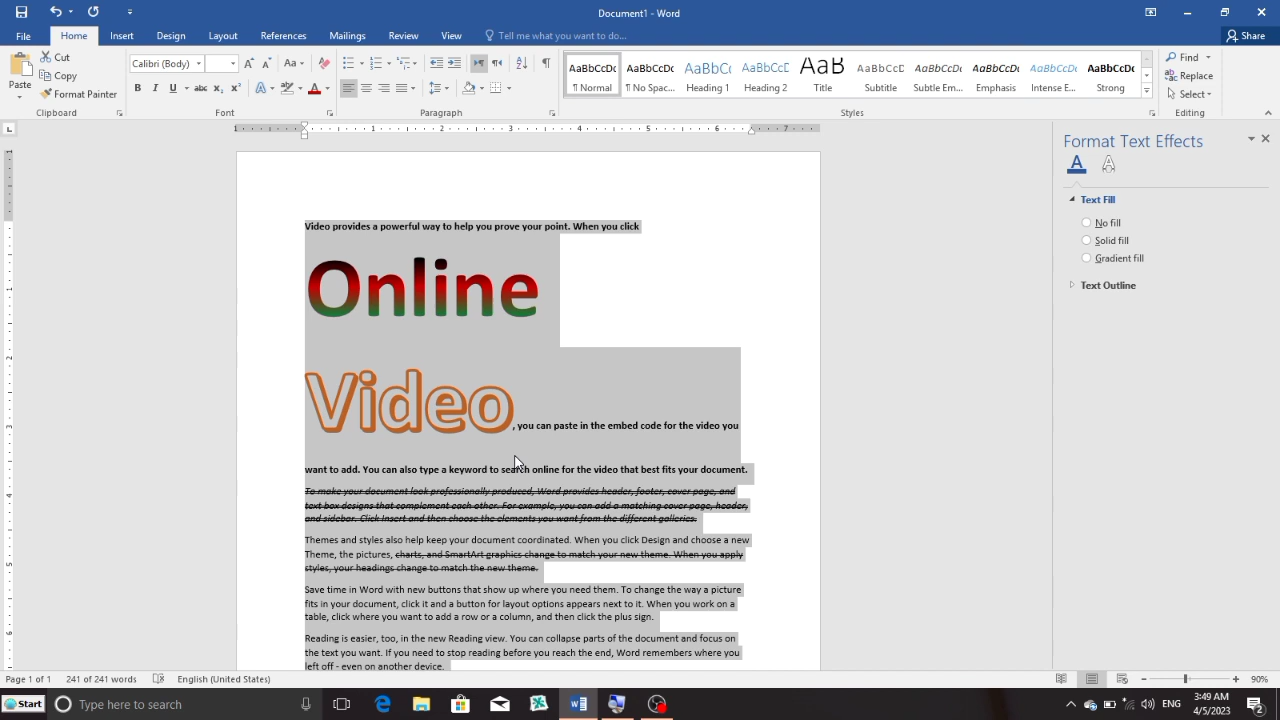 Document1 - Word
File Home Insert Design Layout References Mailings Review View Tell me what you want to do... Share
Paste
Cut
Copy
Format Painter
Clipboard
Calibri (Body)
Font
Paragraph
AaBbCcDc AaBbCcDc AaBbC( AaBbCcD AaB AaBbCcDc AaBbCcDc AaBbCcDc AaBbCcDc AaBbCcDc
¶ Normal ¶ No Spac... Heading 1 Heading 2 Title Subtitle Subtle Em... Emphasis Intense E... Strong
Styles
Find
Replace
Select
Editing
1 1 2 3 4 5 6 7
Video provides a powerful way to help you prove your point. When you click
Online
Video, you can paste in the embed code for the video you
want to add. You can also type a keyword to search online for the video that best fits your document.
To make your document look professionally produced, Word provides header, footer, cover page, and
text box designs that complement each other. For example, you can add a matching cover page, header,
and sidebar. Click Insert and then choose the elements you want from the different galleries.
Themes and styles also help keep your document coordinated. When you click Design and choose a new
Theme, the pictures, charts, and SmartArt graphics change to match your new theme. When you apply
styles, your headings change to match the new theme.
Save time in Word with new buttons that show up where you need them. To change the way a picture
fits in your document, click it and a button for layout options appears next to it. When you work on a
table, click where you want to add a row or a column, and then click the plus sign.
Reading is easier, too, in the new Reading view. You can collapse parts of the document and focus on
the text you want. If you need to stop reading before you reach the end, Word remembers where you
left off - even on another device.
Format Text Effects
Text Fill
No fill
Solid fill
Gradient fill
Text Outline
Page 1 of 1 241 of 241 words English (United States) 90%
Start Type here to search
3:49 AM
4/5/2023